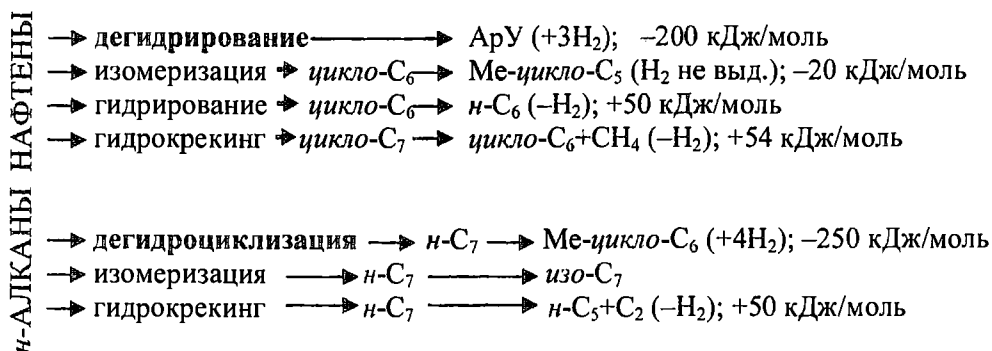 НАФТЕНЫ
→ дегидрирование → АрУ (+3H₂); –200 кДж/моль
→ изомеризация → цикло-C₆ → Ме-цикло-C₅ (H₂ не выд.); –20 кДж/моль
→ гидрирование → цикло-C₆ → н-C₆ (–H₂); +50 кДж/моль
→ гидрокрекинг → цикло-C₇ → цикло-C₆+CH₄ (–H₂); +54 кДж/моль
н-АЛКАНЫ
→ дегидроциклизация → н-C₇ → Ме-цикло-C₆ (+4H₂); –250 кДж/моль
→ изомеризация → н-C₇ → изо-C₇
→ гидрокрекинг → н-C₇ → н-C₅+C₂ (–H₂); +50 кДж/моль